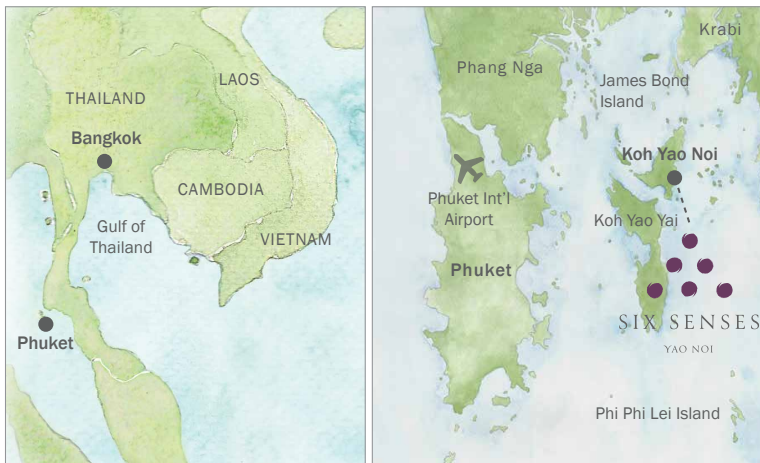 THAILAND
LAOS
Bangkok
CAMBODIA
Gulf of
Thailand
VIETNAM
Phuket
Krabi
Phang Nga
James Bond
Island
Koh Yao Noi
Phuket Int'l
Airport
Koh Yao Yai
Phuket
SIX SENSES
YAO NOI
Phi Phi Lei Island